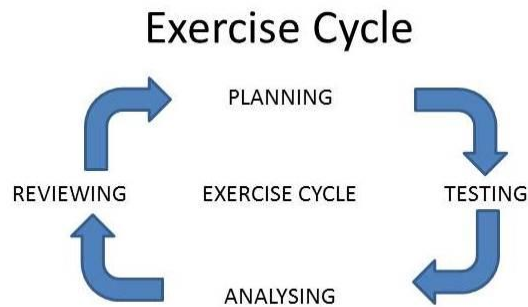 Exercise Cycle
PLANNING
REVIEWING
EXERCISE CYCLE
TESTING
ANALYSING